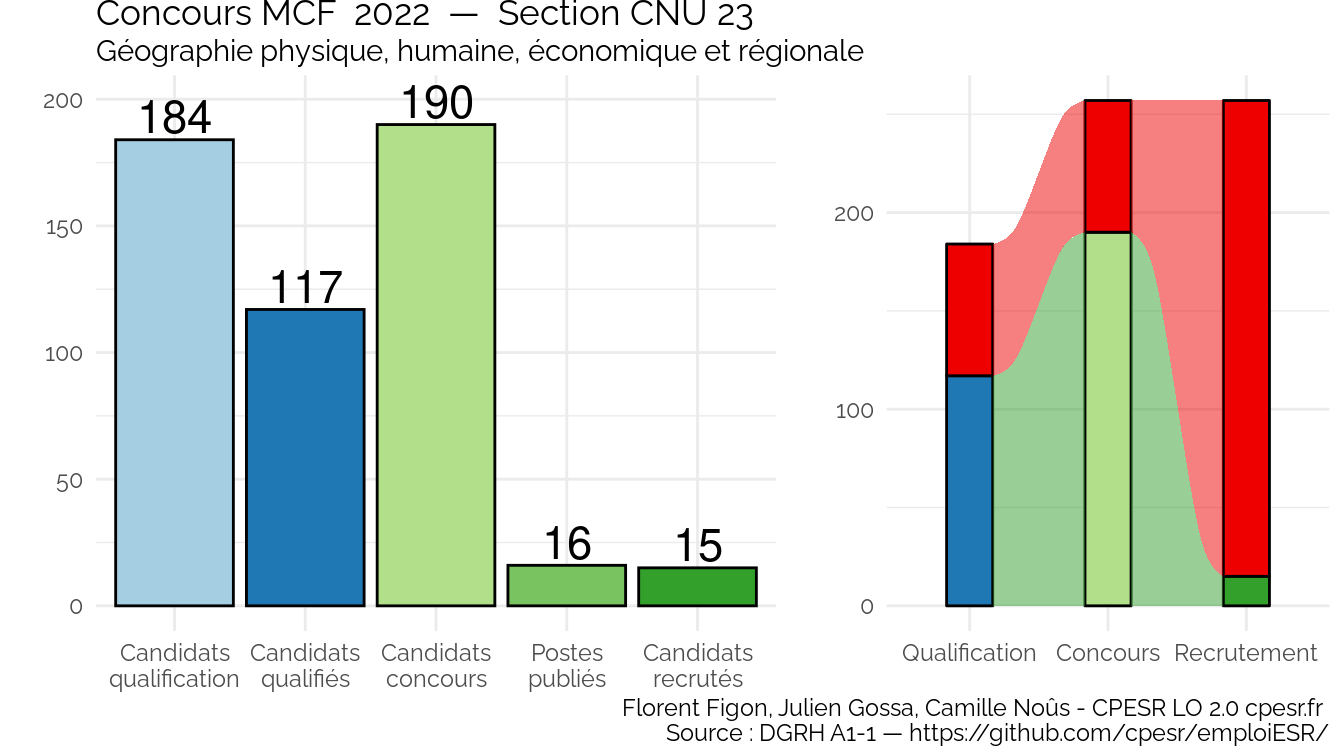 Concours MCF 2022 — Section CNU 23
Géographie physique, humaine, économique et régionale
200
150
100
50
0
184
117
190
16
15
Candidats
qualification
Candidats
qualifiés
Candidats
concours
Postes
publiés
Candidats
recrutés
200
100
0
Qualification
Concours
Recrutement
Florent Figon, Julien Gossa, Camille Noûs - CPESR LO 2.0 cpesr.fr
Source : DGRH A1-1 — https://github.com/cpesr/emploiESR/